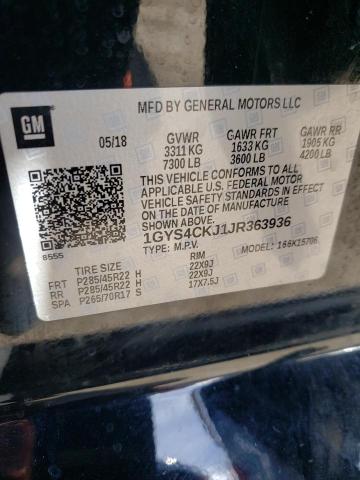 GM
MFD BY GENERAL MOTORS LLC
05/18 GVWR GAWR FRT GAWR RR
3311 KG 1633 KG 1905 KG
7300 LB 3600 LB 4200 LB
THIS VEHICLE CONFORMS TO ALL APPLICABLE
U.S. FEDERAL MOTOR VEHICLE SAFETY AND
THEFT PREVENTION STANDARDS IN EFFECT
ON THE DATE OF MANUFACTURE
SHOWN ABOVE.
1GYS4CKJ1JR363936
8555 TYPE: M.P.V. MODEL: 166K15706
TIRE SIZE RIM
FRT P285/45R22 H 22X9J
RR P285/45R22 H 22X9J
SPA P265/70R17 S 17X7.5J